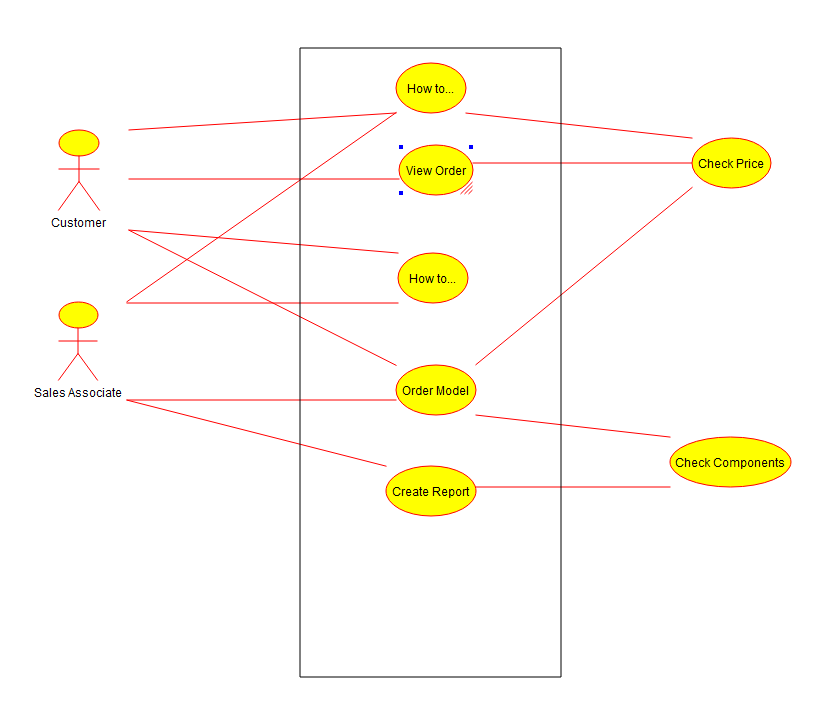 How to...
View Order
Check Price
Customer
How to...
Order Model
Sales Associate
Check Components
Create Report